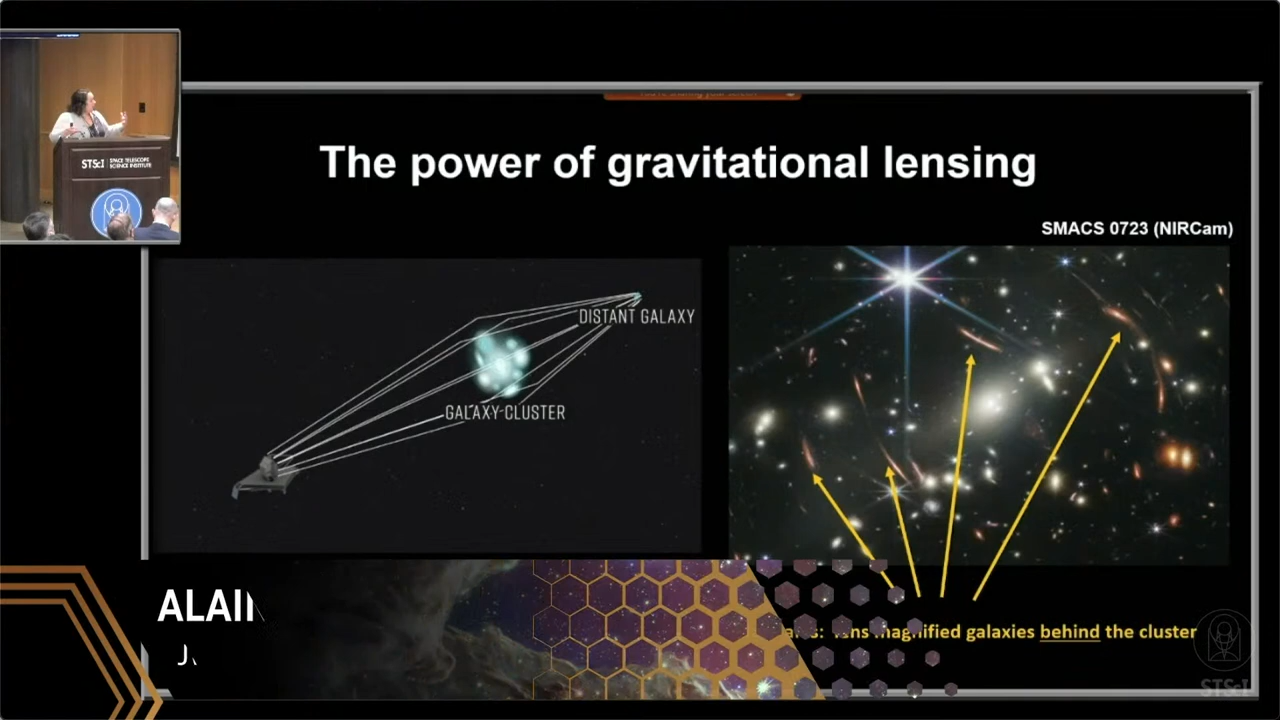 STScI | SPACE TELESCOPE
SCIENCE INSTITUTE
The power of gravitational lensing
SMACS 0723 (NIRCam)
DISTANT GALAXY
GALAXY CLUSTER
magnified galaxies behind the cluster
ALAI
J
STScI